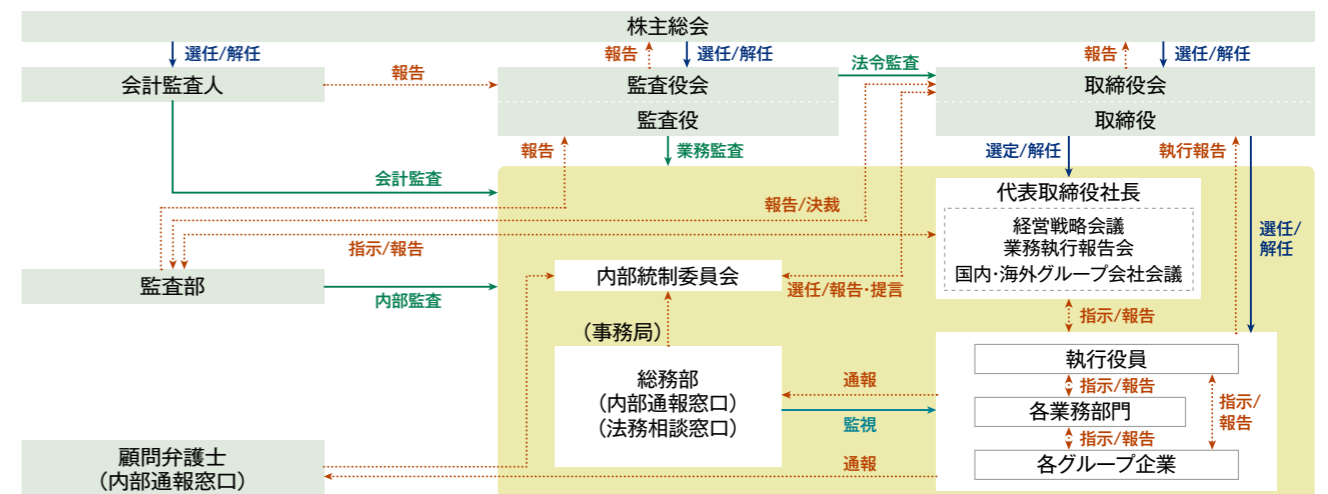 株主総会
選任/解任
報告
選任/解任
報告
選任/解任
会計監査人
報告
監査役会
法令監査
取締役会
監査役
取締役
報告
業務監査
選定/解任
執行報告
会計監査
代表取締役社長
報告/決裁
経営戦略会議
業務執行報告会
国内・海外グループ会社会議
選任/
解任
指示/報告
監査部
内部監査
内部統制委員会
選任/報告・提言
指示/報告
（事務局）
執行役員
総務部
（内部通報窓口）
（法務相談窓口）
通報
監視
指示/報告
各業務部門
指示/
報告
指示/報告
各グループ企業
顧問弁護士
（内部通報窓口）
通報